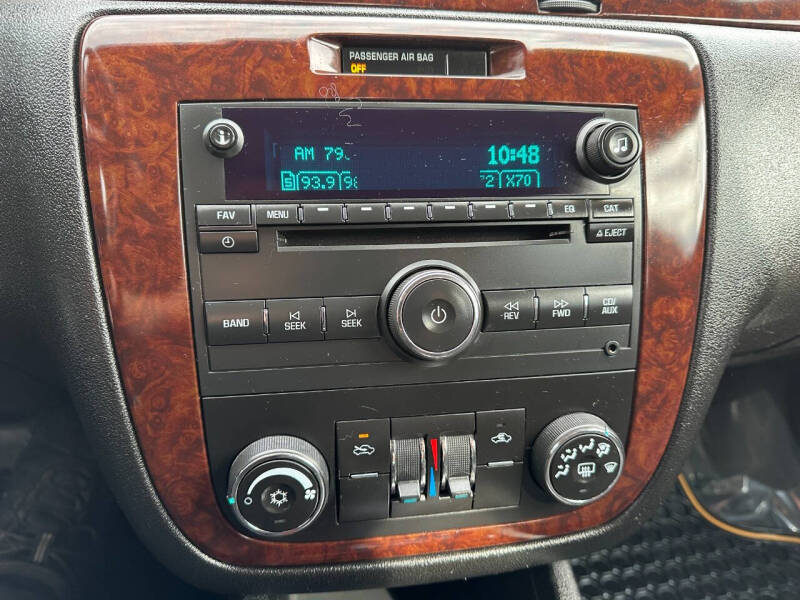 PASSENGER AIR BAG
OFF
AM 79
10:48
93.9
X70
FAV
MENU
EQ
CAT
EJECT
BAND
SEEK
SEEK
REV
FWD
CD/
AUX